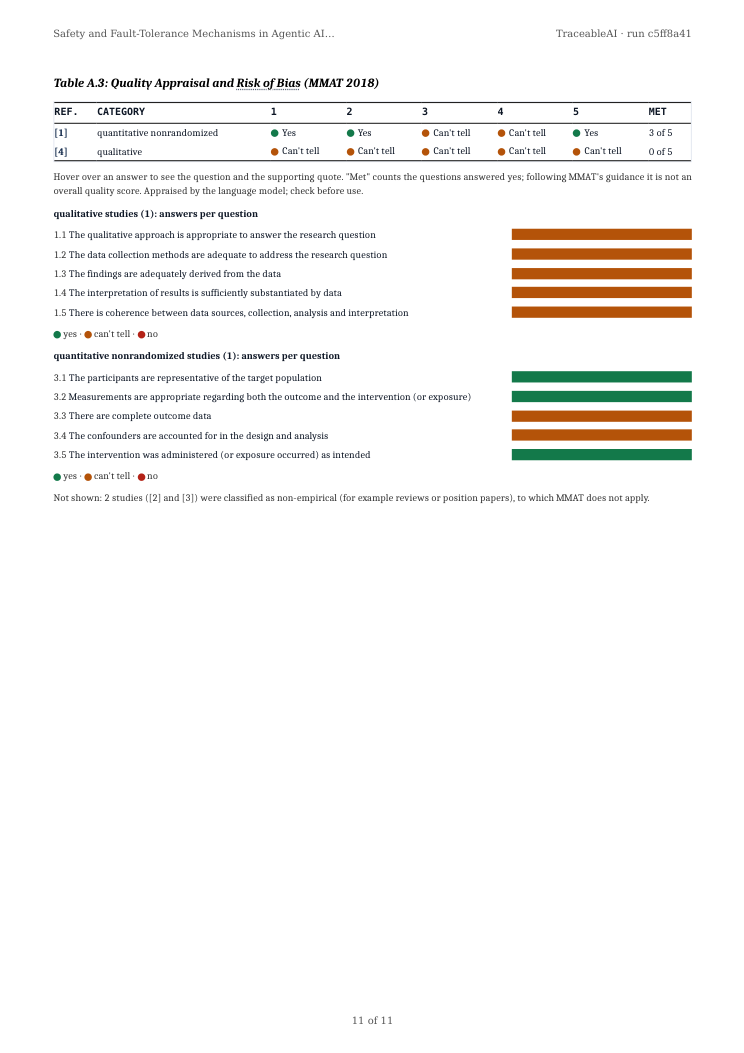 Safety and Fault-Tolerance Mechanisms in Agentic AI... TraceableAI · run c5ff8a41
Table A.3: Quality Appraisal and Risk of Bias (MMAT 2018)
REF. CATEGORY 1 2 3 4 5 MET
[1] quantitative nonrandomized Yes Yes Can't tell Can't tell Yes 3 of 5
[4] qualitative Can't tell Can't tell Can't tell Can't tell Can't tell 0 of 5
Hover over an answer to see the question and the supporting quote. "Met" counts the questions answered yes; following MMAT's guidance it is not an
overall quality score. Appraised by the language model; check before use.
qualitative studies (1): answers per question
1.1 The qualitative approach is appropriate to answer the research question
1.2 The data collection methods are adequate to address the research question
1.3 The findings are adequately derived from the data
1.4 The interpretation of results is sufficiently substantiated by data
1.5 There is coherence between data sources, collection, analysis and interpretation
yes · can't tell · no
quantitative nonrandomized studies (1): answers per question
3.1 The participants are representative of the target population
3.2 Measurements are appropriate regarding both the outcome and the intervention (or exposure)
3.3 There are complete outcome data
3.4 The confounders are accounted for in the design and analysis
3.5 The intervention was administered (or exposure occurred) as intended
yes · can't tell · no
Not shown: 2 studies ([2] and [3]) were classified as non-empirical (for example reviews or position papers), to which MMAT does not apply.
11 of 11